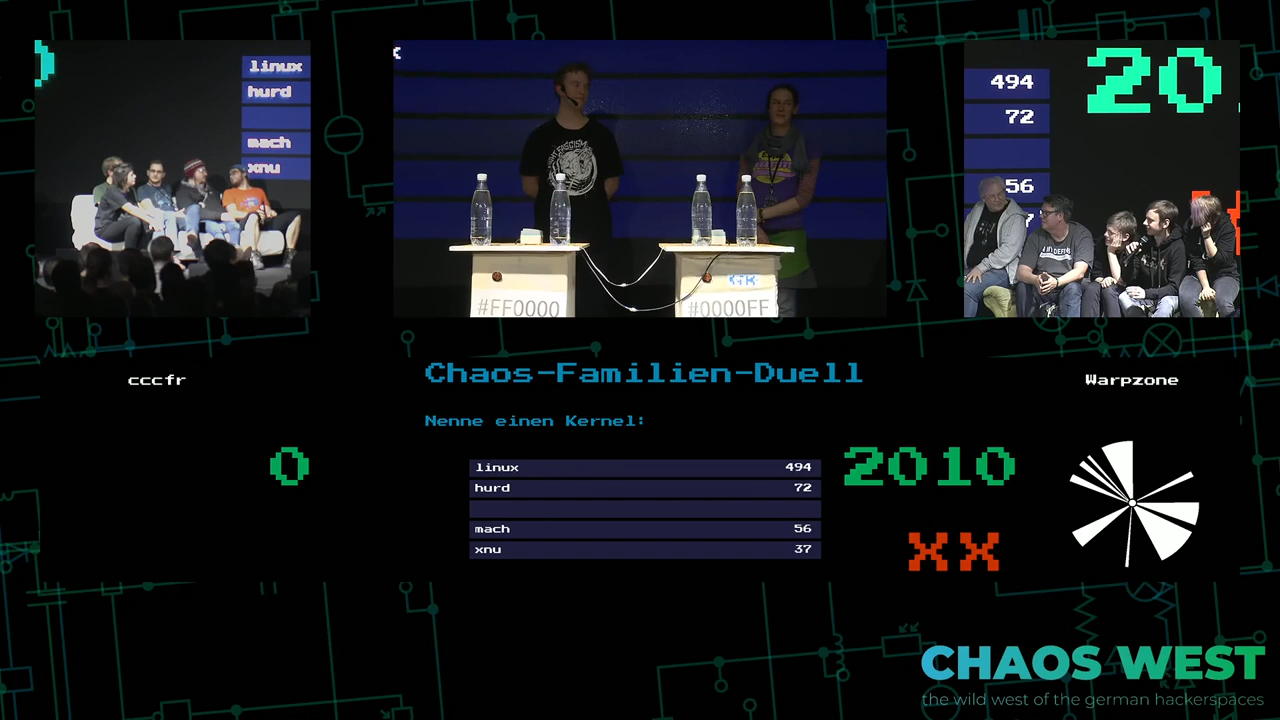 linux
hurd
mach
xnu
#FF0000
#0000FF
494
72
56
20
cccfr
Chaos-Familien-Duell
Warpzone
Nenne einen Kernel:
0
linux 494
hurd 72
mach 56
xnu 37
2010
XX
CHAOS WEST
the wild west of the german hackerspaces